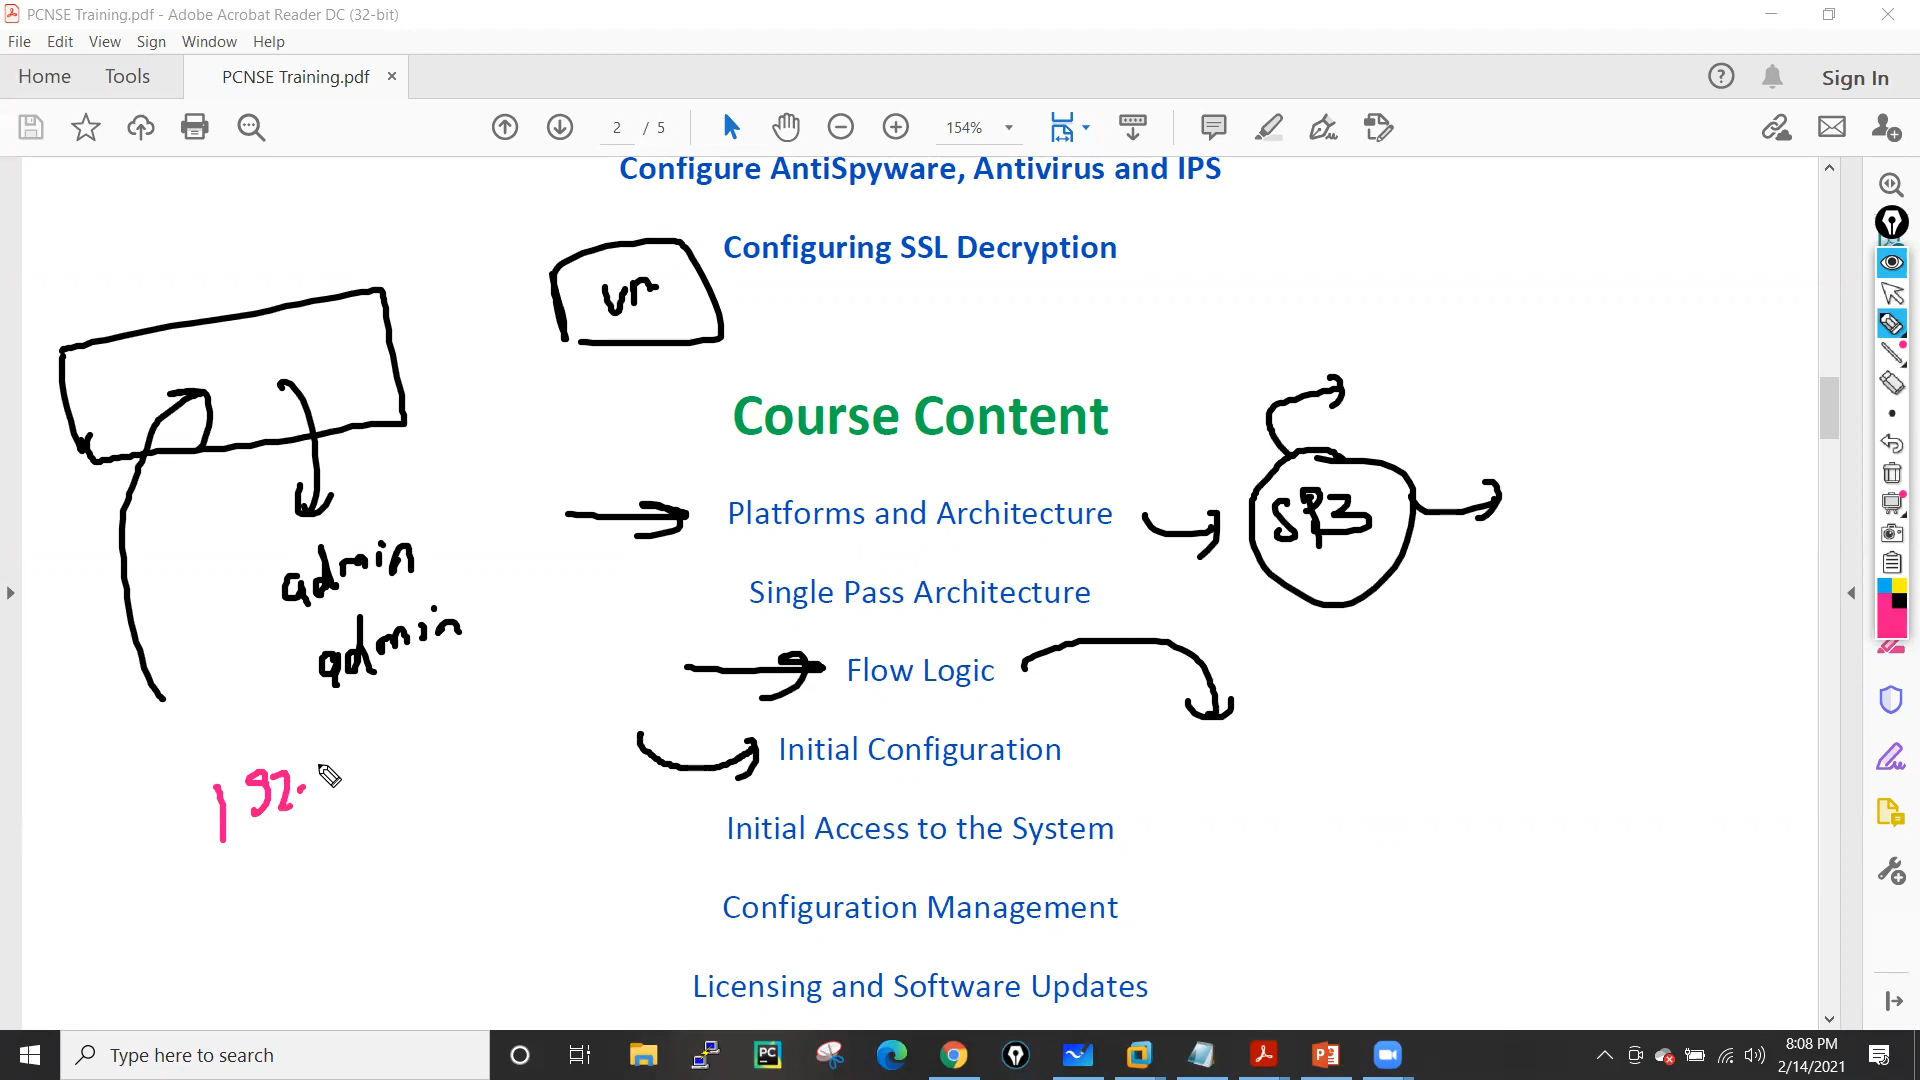 PCNSE Training.pdf - Adobe Acrobat Reader DC (32-bit)
File Edit View Sign Window Help
Home Tools PCNSE Training.pdf × Sign In
2 / 5 154%
Configure AntiSpyware, Antivirus and IPS
Configuring SSL Decryption
vr
Course Content
Platforms and Architecture
SP3
Single Pass Architecture
admin
admin
Flow Logic
Initial Configuration
192.
Initial Access to the System
Configuration Management
Licensing and Software Updates
Type here to search
PC
8:08 PM
2/14/2021